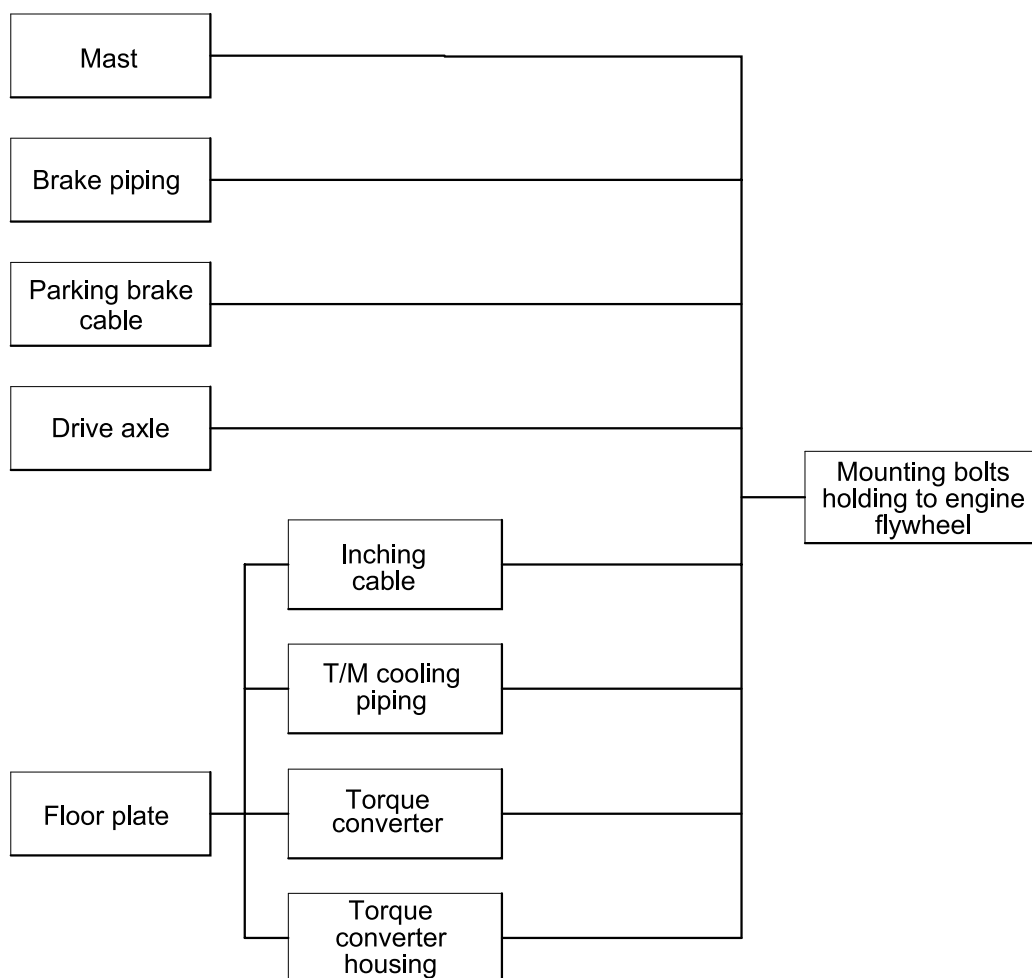 Mast
Brake piping
Parking brake
cable
Drive axle
Mounting bolts
holding to engine
flywheel
Inching
cable
T/M cooling
piping
Floor plate
Torque
converter
Torque
converter
housing